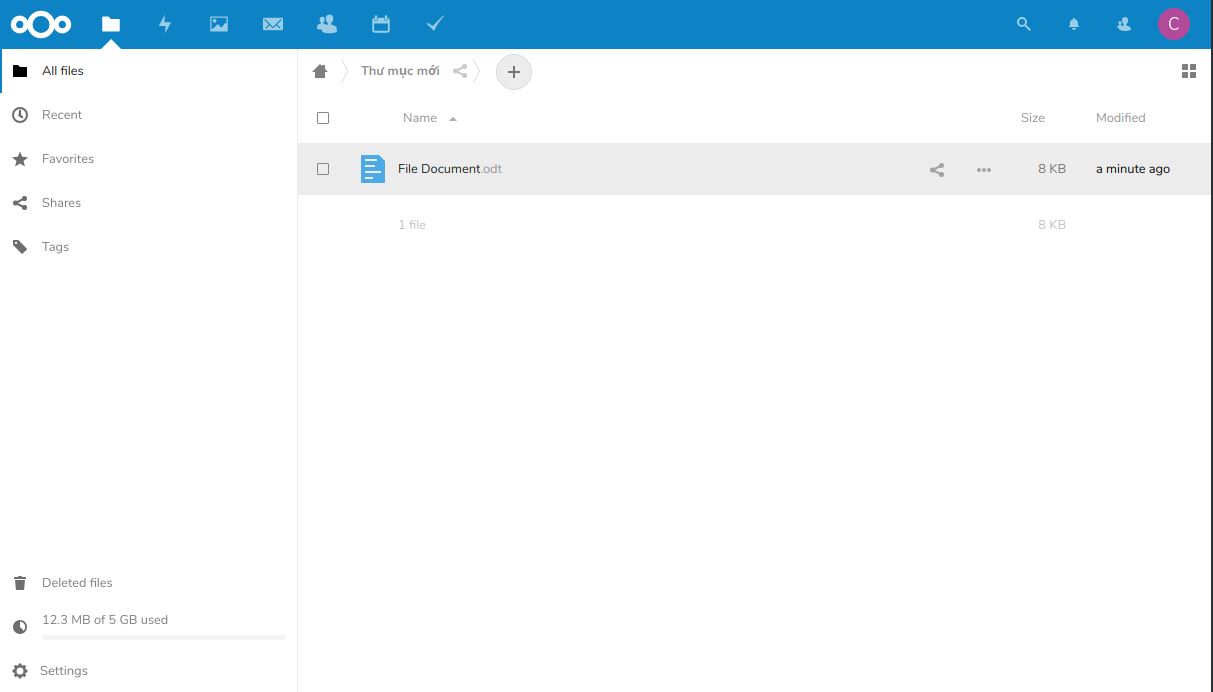 C
All files
Thư mục mới
Recent
Name
Size
Modified
Favorites
File Document.odt
8 KB
a minute ago
Shares
1 file
8 KB
Tags
Deleted files
12.3 MB of 5 GB used
Settings